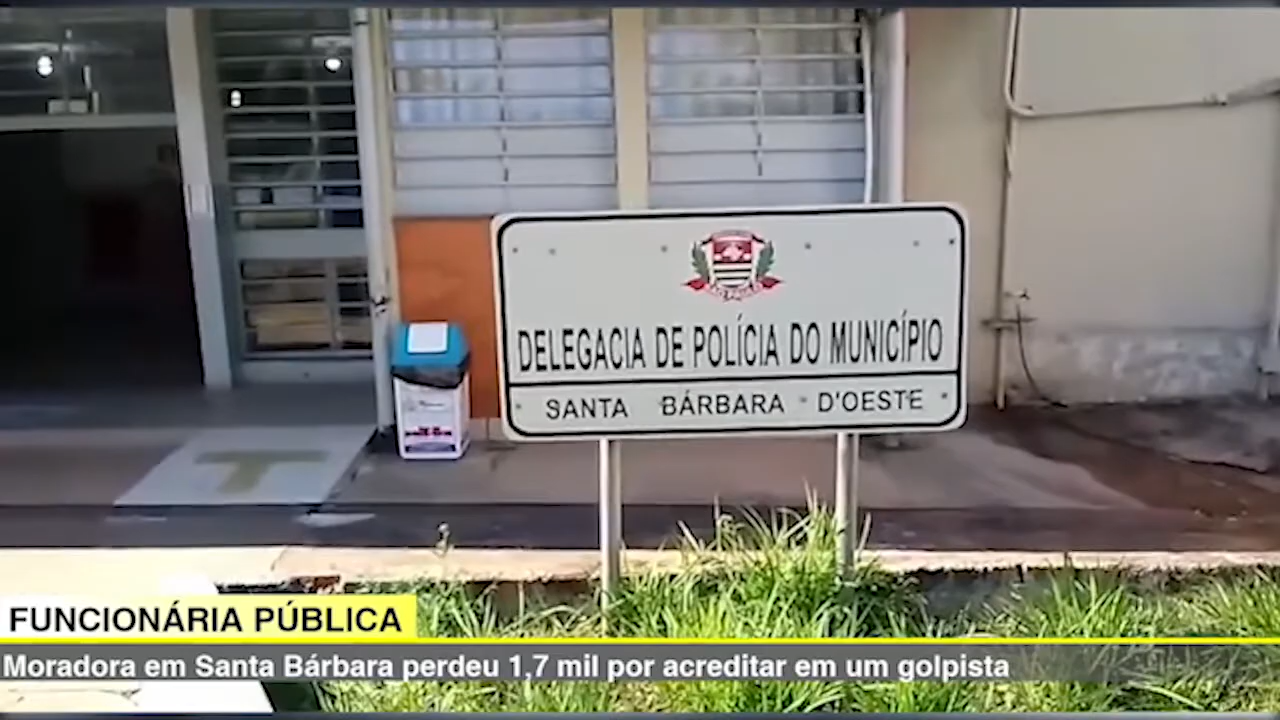 DELEGACIA DE POLÍCIA DO MUNICÍPIO
SANTA BÁRBARA D'OESTE
FUNCIONÁRIA PÚBLICA
Moradora em Santa Bárbara perdeu 1,7 mil por acreditar em um golpista